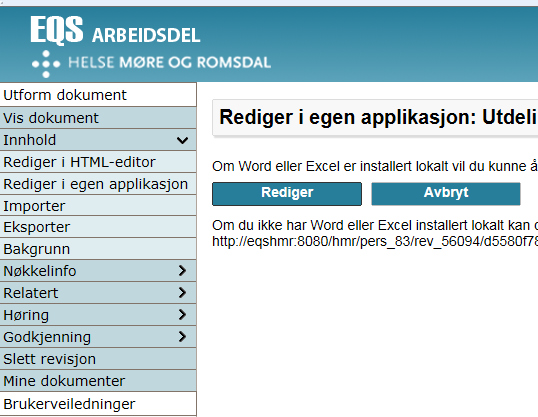 EQS ARBEIDSDEL
HELSE MØRE OG ROMSDAL
Utform dokument
Vis dokument
Innhold
Rediger i HTML-editor
Rediger i egen applikasjon
Importer
Eksporter
Bakgrunn
Nøkkelinfo
Relatert
Høring
Godkjenning
Slett revisjon
Mine dokumenter
Brukerveiledninger
Rediger i egen applikasjon: Utdeli
Om Word eller Excel er installert lokalt vil du kunne å
Rediger Avbryt
Om du ikke har Word eller Excel installert lokalt kan
http://eqshmr:8080/hmr/pers_83/rev_56094/d5580f78